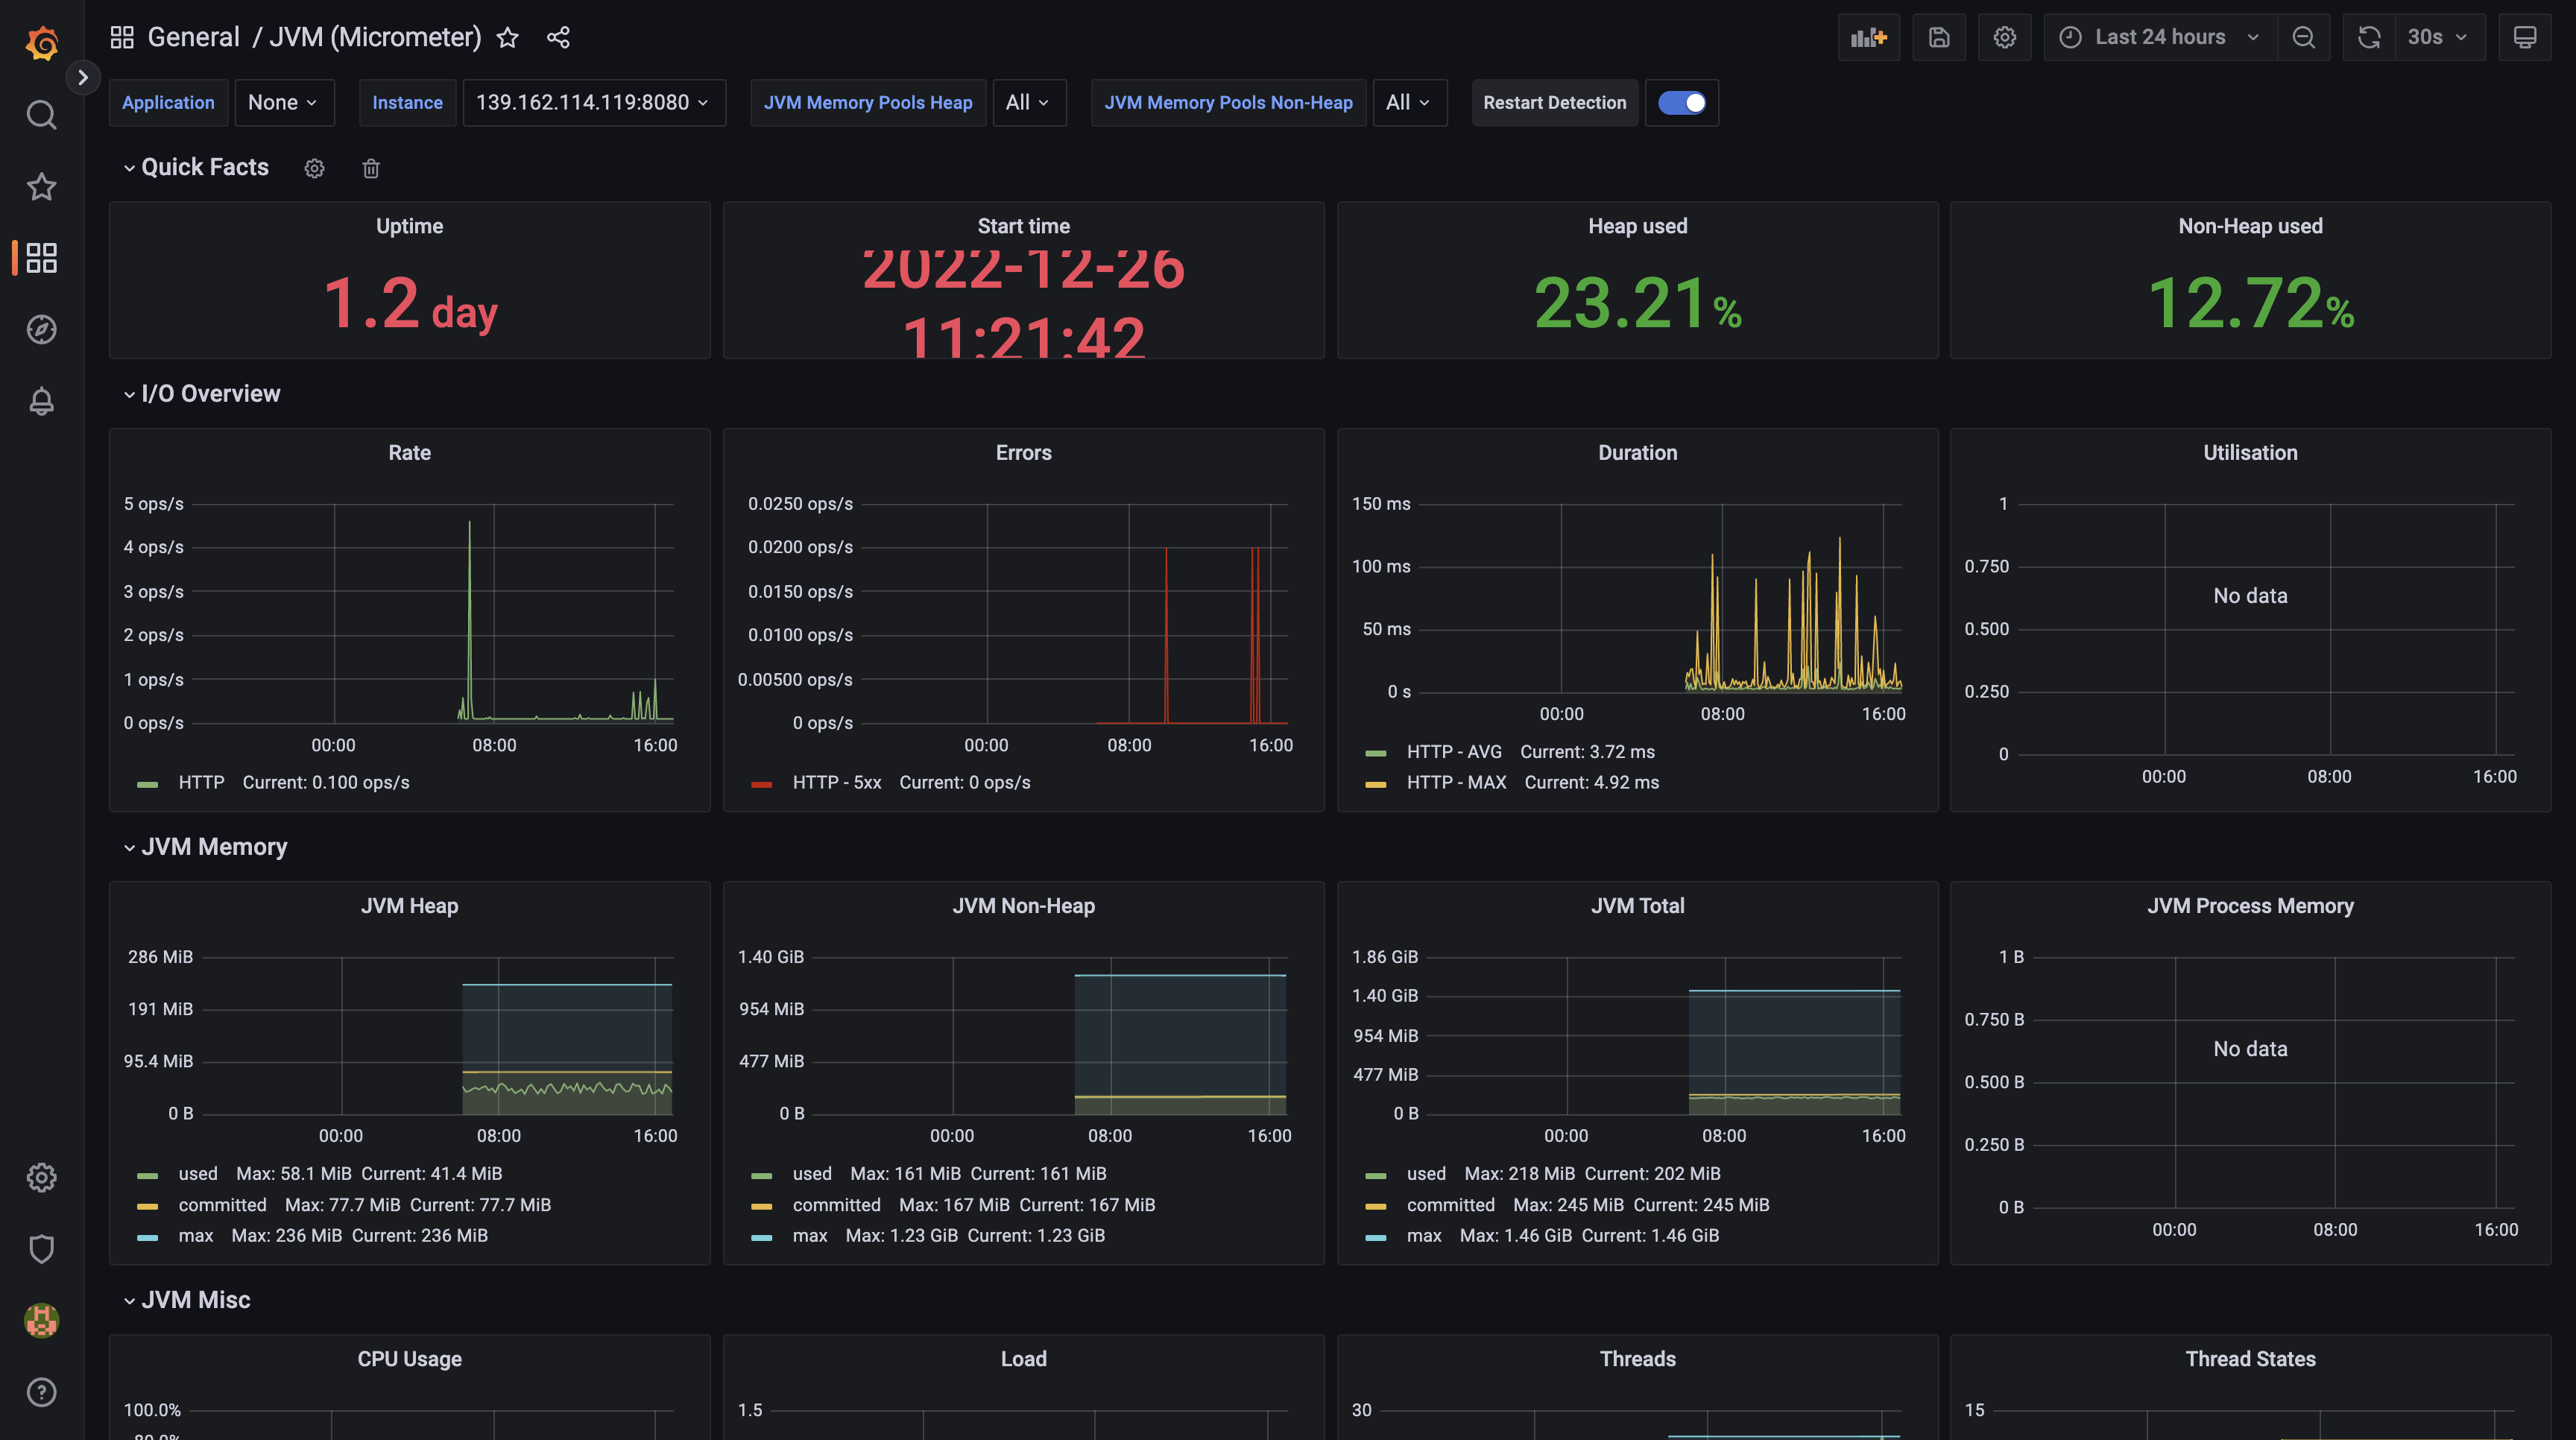 General / JVM (Micrometer)
Last 24 hours
30s
Application None Instance 139.162.114.119:8080 JVM Memory Pools Heap All JVM Memory Pools Non-Heap All Restart Detection
Quick Facts
Uptime
1.2 day
Start time
2022-12-26
11:21:42
Heap used
23.21%
Non-Heap used
12.72%
I/O Overview
Rate
5 ops/s
4 ops/s
3 ops/s
2 ops/s
1 ops/s
0 ops/s
00:00 08:00 16:00
HTTP Current: 0.100 ops/s
Errors
0.0250 ops/s
0.0200 ops/s
0.0150 ops/s
0.0100 ops/s
0.00500 ops/s
0 ops/s
00:00 08:00 16:00
HTTP - 5xx Current: 0 ops/s
Duration
150 ms
100 ms
50 ms
0 s
00:00 08:00 16:00
HTTP - AVG Current: 3.72 ms
HTTP - MAX Current: 4.92 ms
Utilisation
1
0.750
No data
0.500
0.250
0
00:00 08:00 16:00
JVM Memory
JVM Heap
286 MiB
191 MiB
95.4 MiB
0 B
00:00 08:00 16:00
used Max: 58.1 MiB Current: 41.4 MiB
committed Max: 77.7 MiB Current: 77.7 MiB
max Max: 236 MiB Current: 236 MiB
JVM Non-Heap
1.40 GiB
954 MiB
477 MiB
0 B
00:00 08:00 16:00
used Max: 161 MiB Current: 161 MiB
committed Max: 167 MiB Current: 167 MiB
max Max: 1.23 GiB Current: 1.23 GiB
JVM Total
1.86 GiB
1.40 GiB
954 MiB
477 MiB
0 B
00:00 08:00 16:00
used Max: 218 MiB Current: 202 MiB
committed Max: 245 MiB Current: 245 MiB
max Max: 1.46 GiB Current: 1.46 GiB
JVM Process Memory
1 B
0.750 B
No data
0.500 B
0.250 B
0 B
00:00 08:00 16:00
JVM Misc
CPU Usage
100.0%
80.0%
Load
1.5
Threads
30
Thread States
15